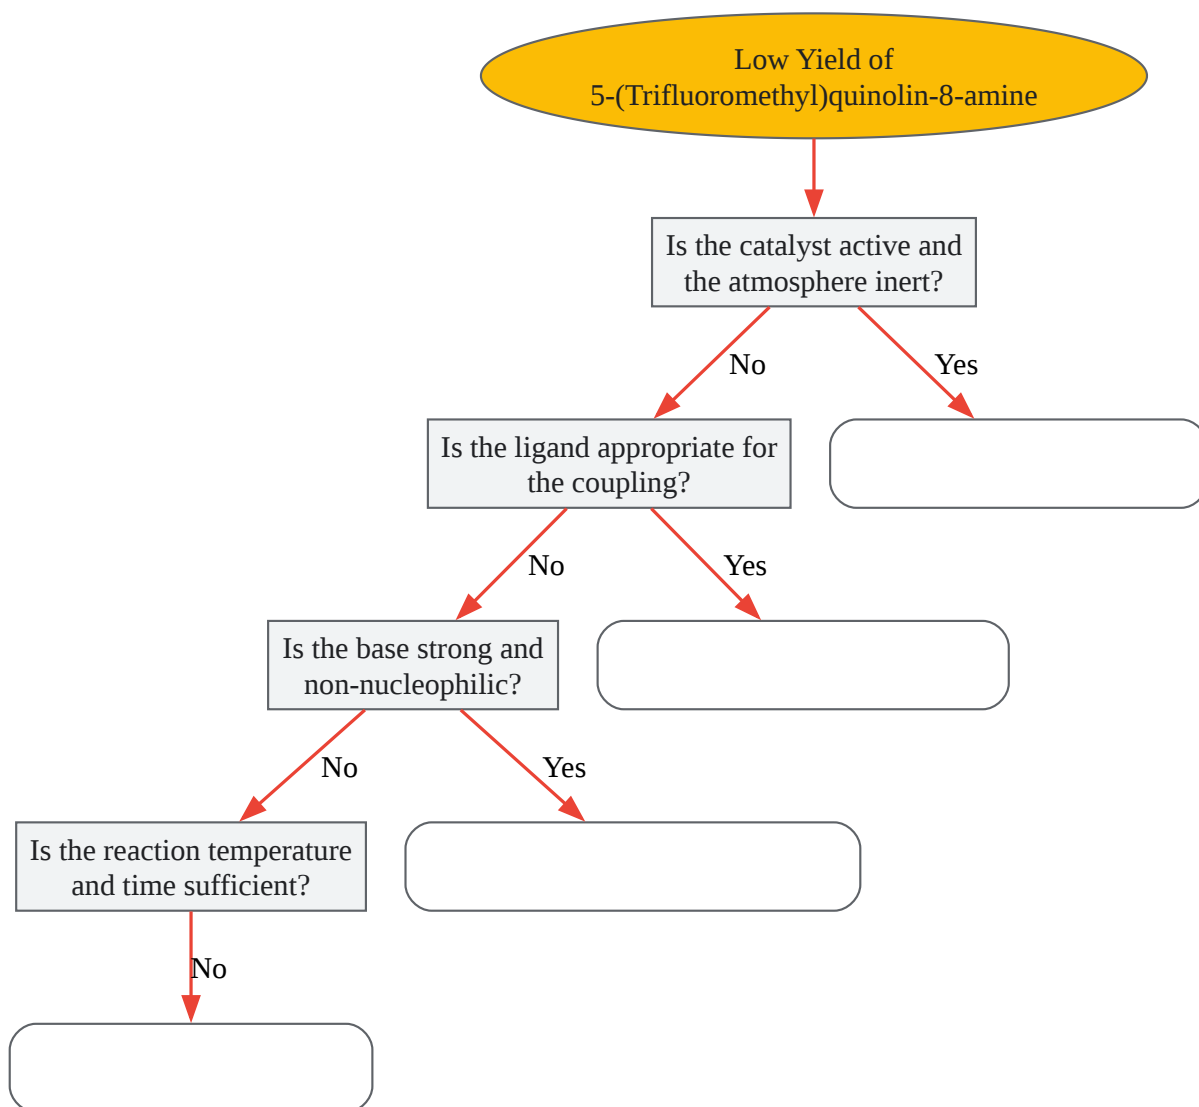 Low Yield of
5-(Trifluoromethyl)quinolin-8-amine
Is the catalyst active and
the atmosphere inert?
No
Yes
Is the ligand appropriate for
the coupling?
No
Yes
Is the base strong and
non-nucleophilic?
No
Yes
Is the reaction temperature
and time sufficient?
No